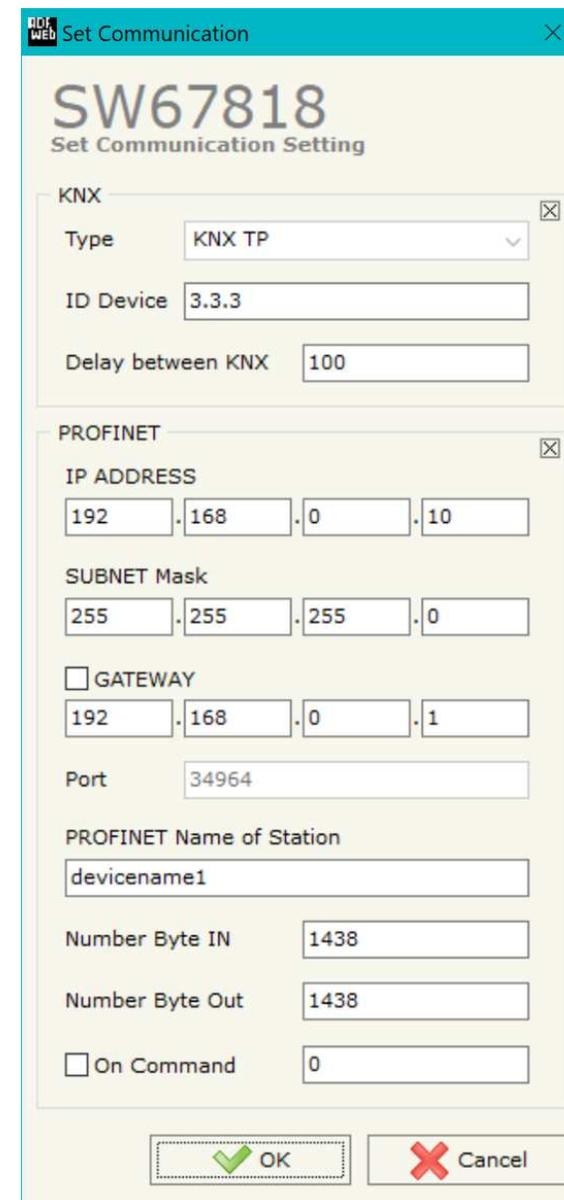 ADF WEB Set Communication
SW67818
Set Communication Setting
KNX
Type KNX TP
ID Device 3.3.3
Delay between KNX 100
PROFINET
IP ADDRESS
192 . 168 . 0 . 10
SUBNET Mask
255 . 255 . 255 . 0
GATEWAY
192 . 168 . 0 . 1
Port 34964
PROFINET Name of Station
devicename1
Number Byte IN 1438
Number Byte Out 1438
On Command 0
OK Cancel